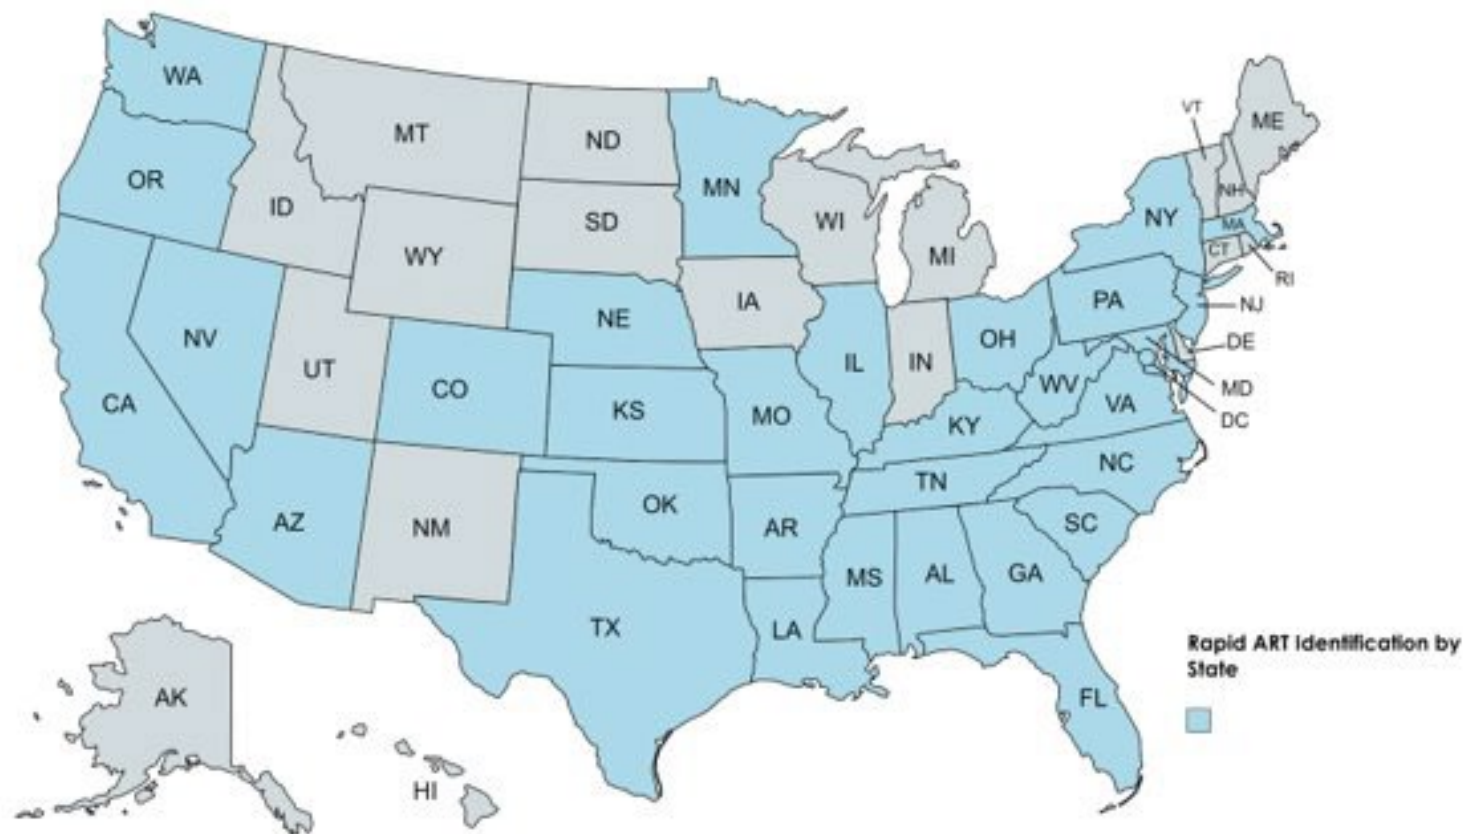 WA
MT
ND
MN
OR
ID
SD
WI
MI
WY
VT
ME
NH
NY
MA
CT
RI
IA
NE
PA
NJ
NV
UT
CO
IL
IN
OH
DE
MD
DC
CA
KS
MO
WV
VA
KY
NC
TN
AZ
NM
OK
AR
SC
MS
AL
GA
TX
LA
FL
AK
HI
Rapid ART Identification by
State